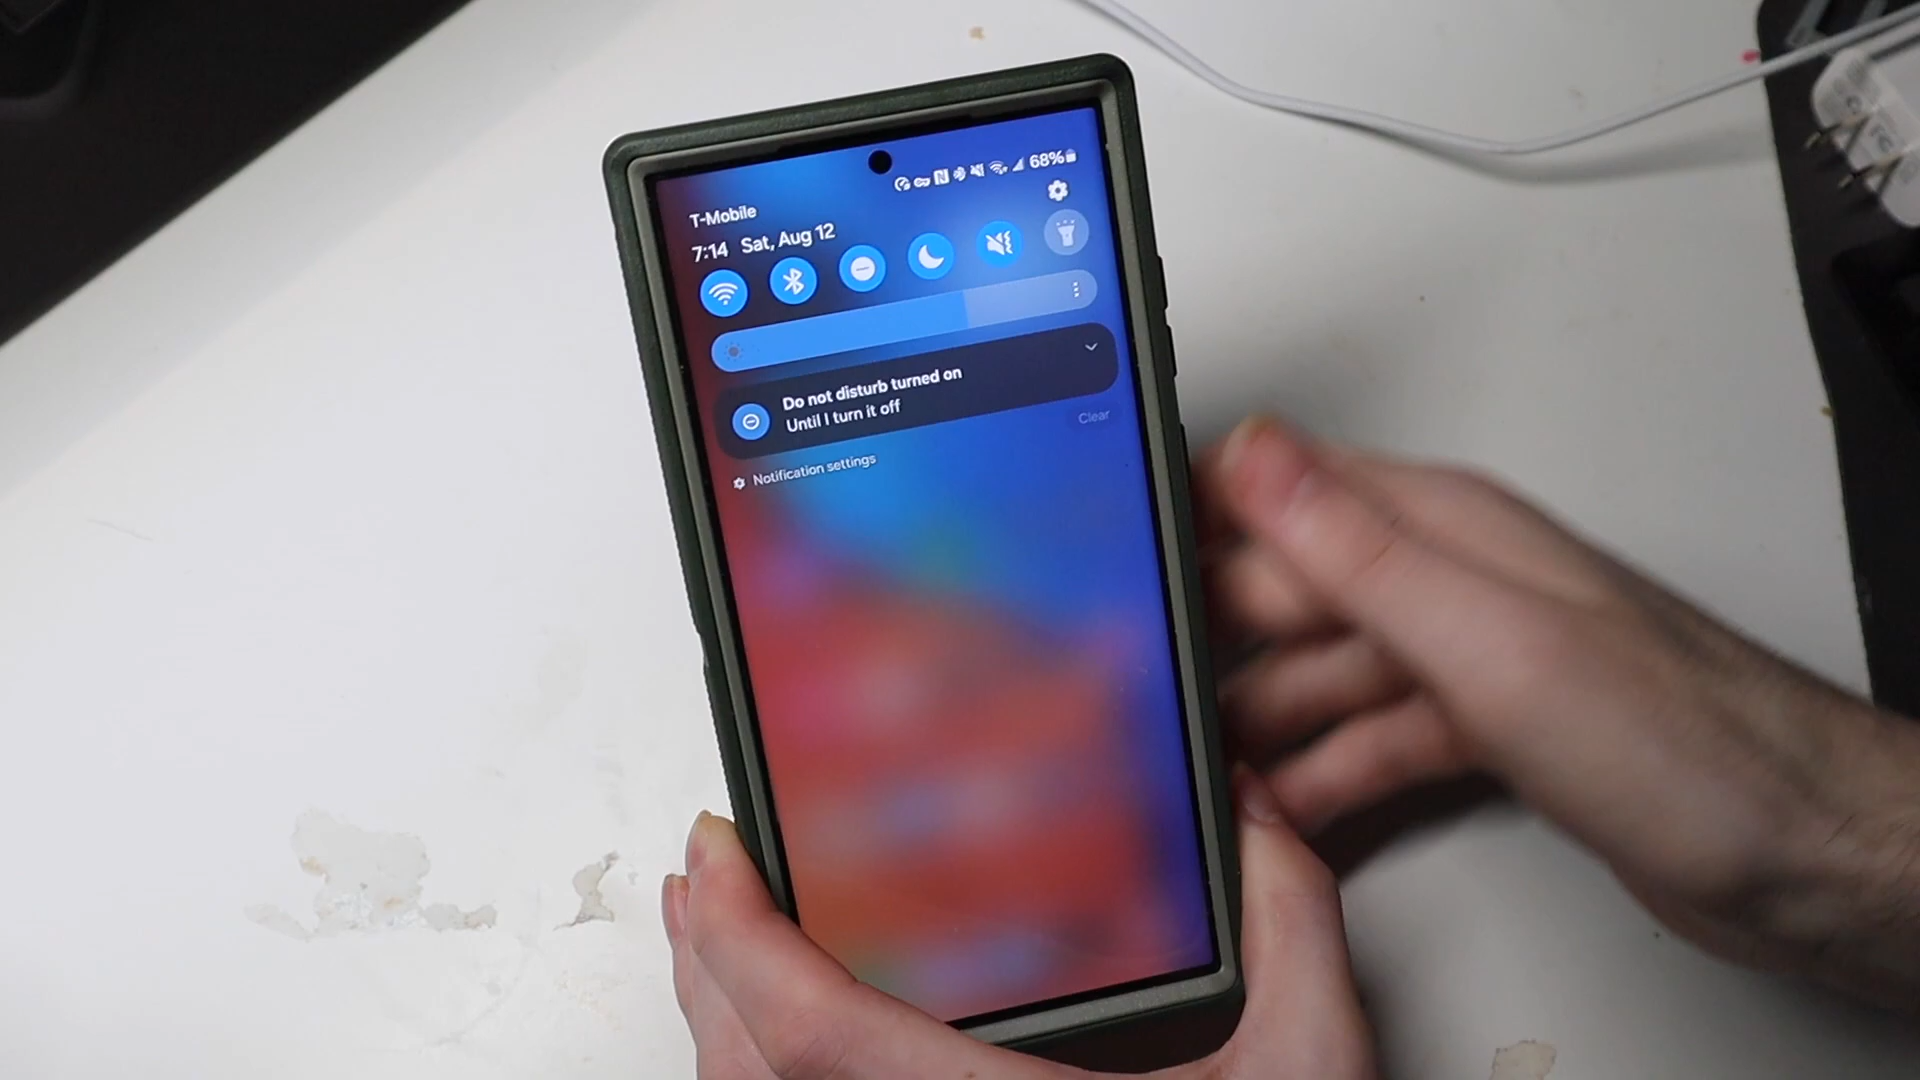 68%
T-Mobile
7:14 Sat, Aug 12
Do not disturb turned on
Until I turn it off
Clear
Notification settings